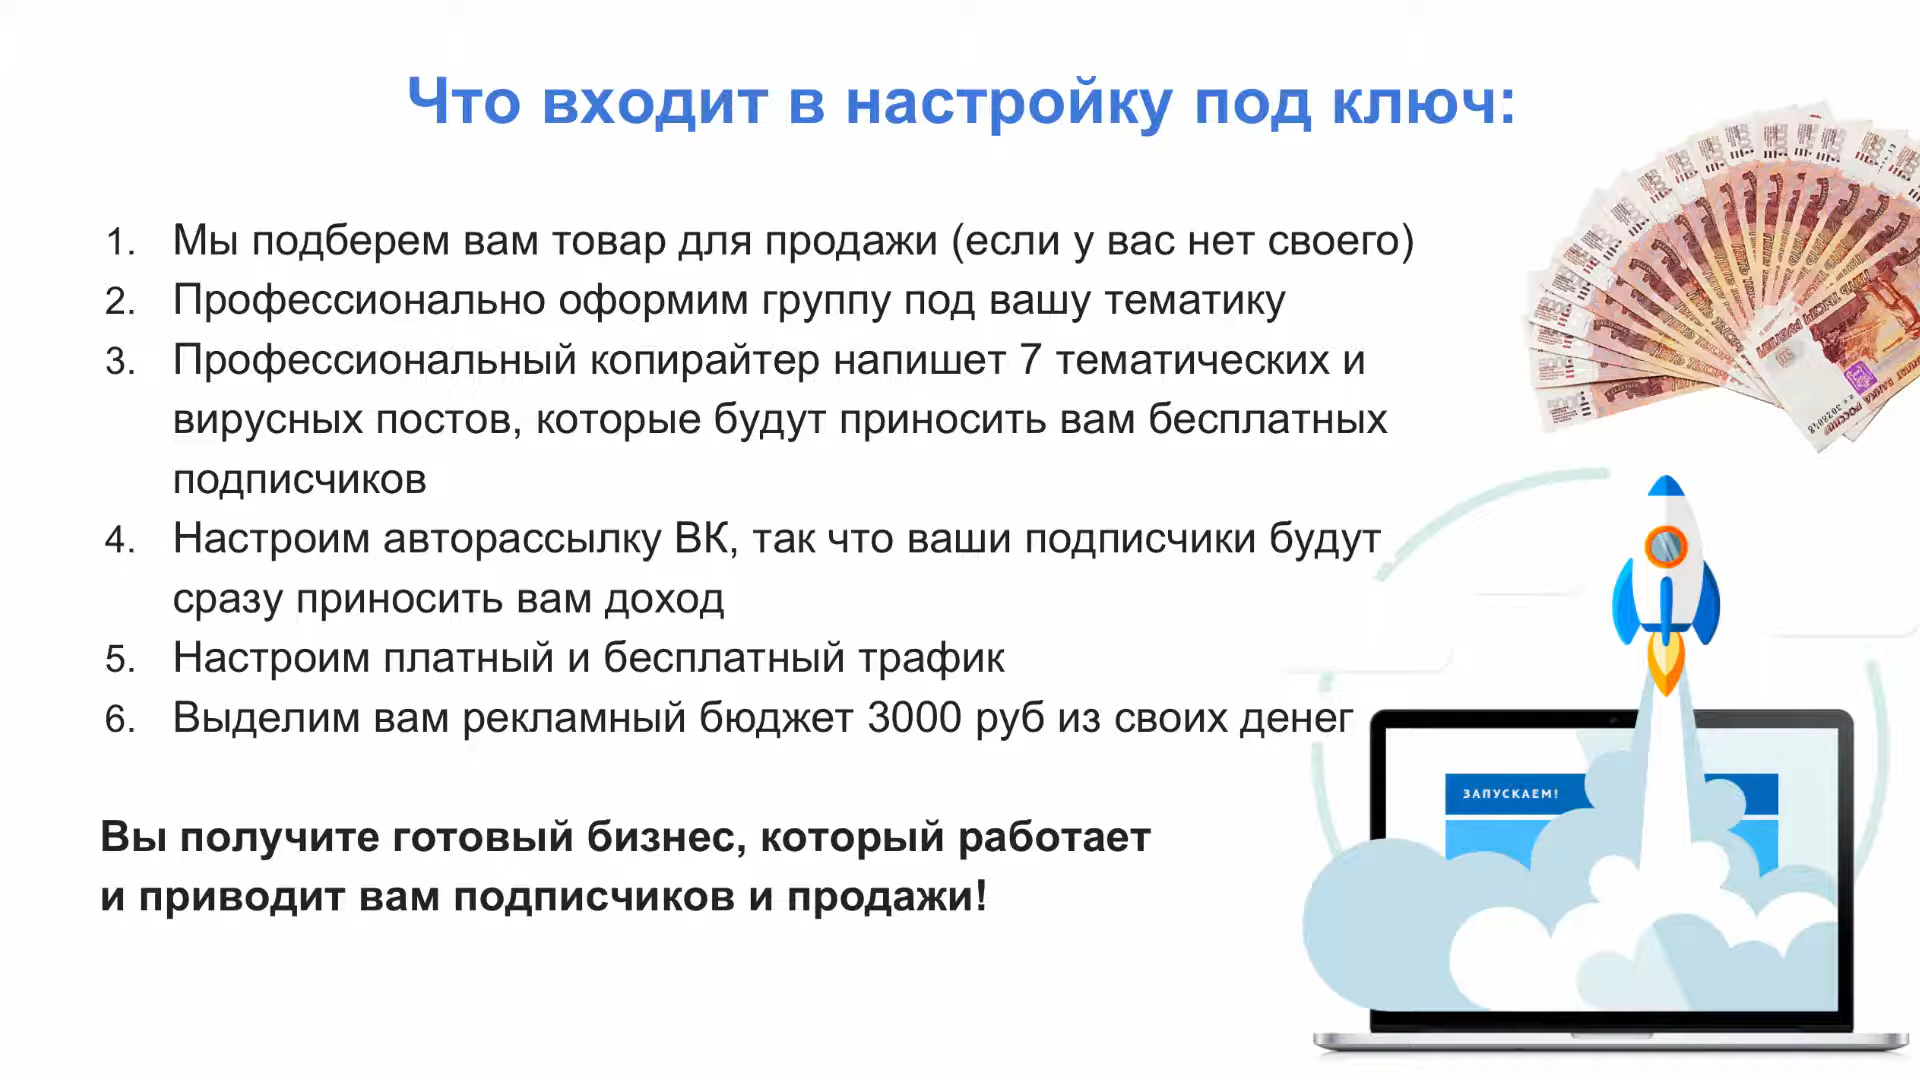 Что входит в настройку под ключ:
1. Мы подберем вам товар для продажи (если у вас нет своего)
2. Профессионально оформим группу под вашу тематику
3. Профессиональный копирайтер напишет 7 тематических и
вирусных постов, которые будут приносить вам бесплатных
подписчиков
4. Настроим авторассылку ВК, так что ваши подписчики будут
сразу приносить вам доход
5. Настроим платный и бесплатный трафик
6. Выделим вам рекламный бюджет 3000 руб из своих денег
ЗАПУСКАЕМ!
Вы получите готовый бизнес, который работает
и приводит вам подписчиков и продажи!